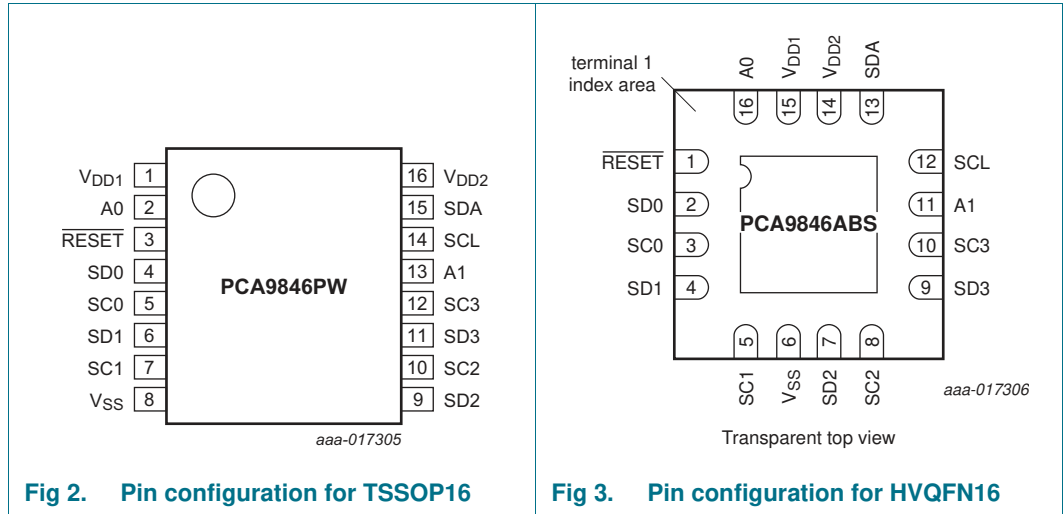 VDD1 1
A0 2
RESET 3
SD0 4
SC0 5
SD1 6
SC1 7
VSS 8
PCA9846PW
16 VDD2
15 SDA
14 SCL
13 A1
12 SC3
11 SD3
10 SC2
9 SD2
aaa-017305
Fig 2. Pin configuration for TSSOP16
terminal 1
index area
A0 VDD1 VDD2 SDA
16 15 14 13
RESET 1
SD0 2
SC0 3
SD1 4
PCA9846ABS
12 SCL
11 A1
10 SC3
9 SD3
5 6 7 8
SC1 VSS SD2 SC2
aaa-017306
Transparent top view
Fig 3. Pin configuration for HVQFN16